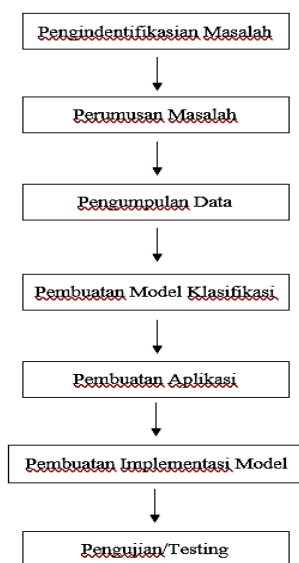 Pengindentifikasian Masalah
Perumusan Masalah
Pengumpulan Data
Pembuatan Model Klasifikasi
Pembuatan Aplikasi
Pembuatan Implementasi Model
Pengujian/Testing